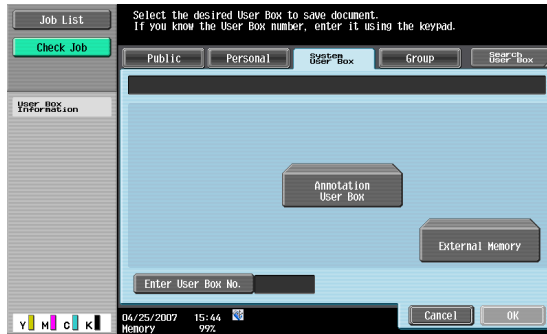 Job List
Check Job
Select the desired User Box to save document.
If you know the User Box number, enter it using the keypad.
Public
Personal
System
User Box
Group
Search
User Box
User Box
Information
Annotation
User Box
External Memory
Enter User Box No.
Y M C K
04/25/2007 15:44
Memory 99%
Cancel
OK